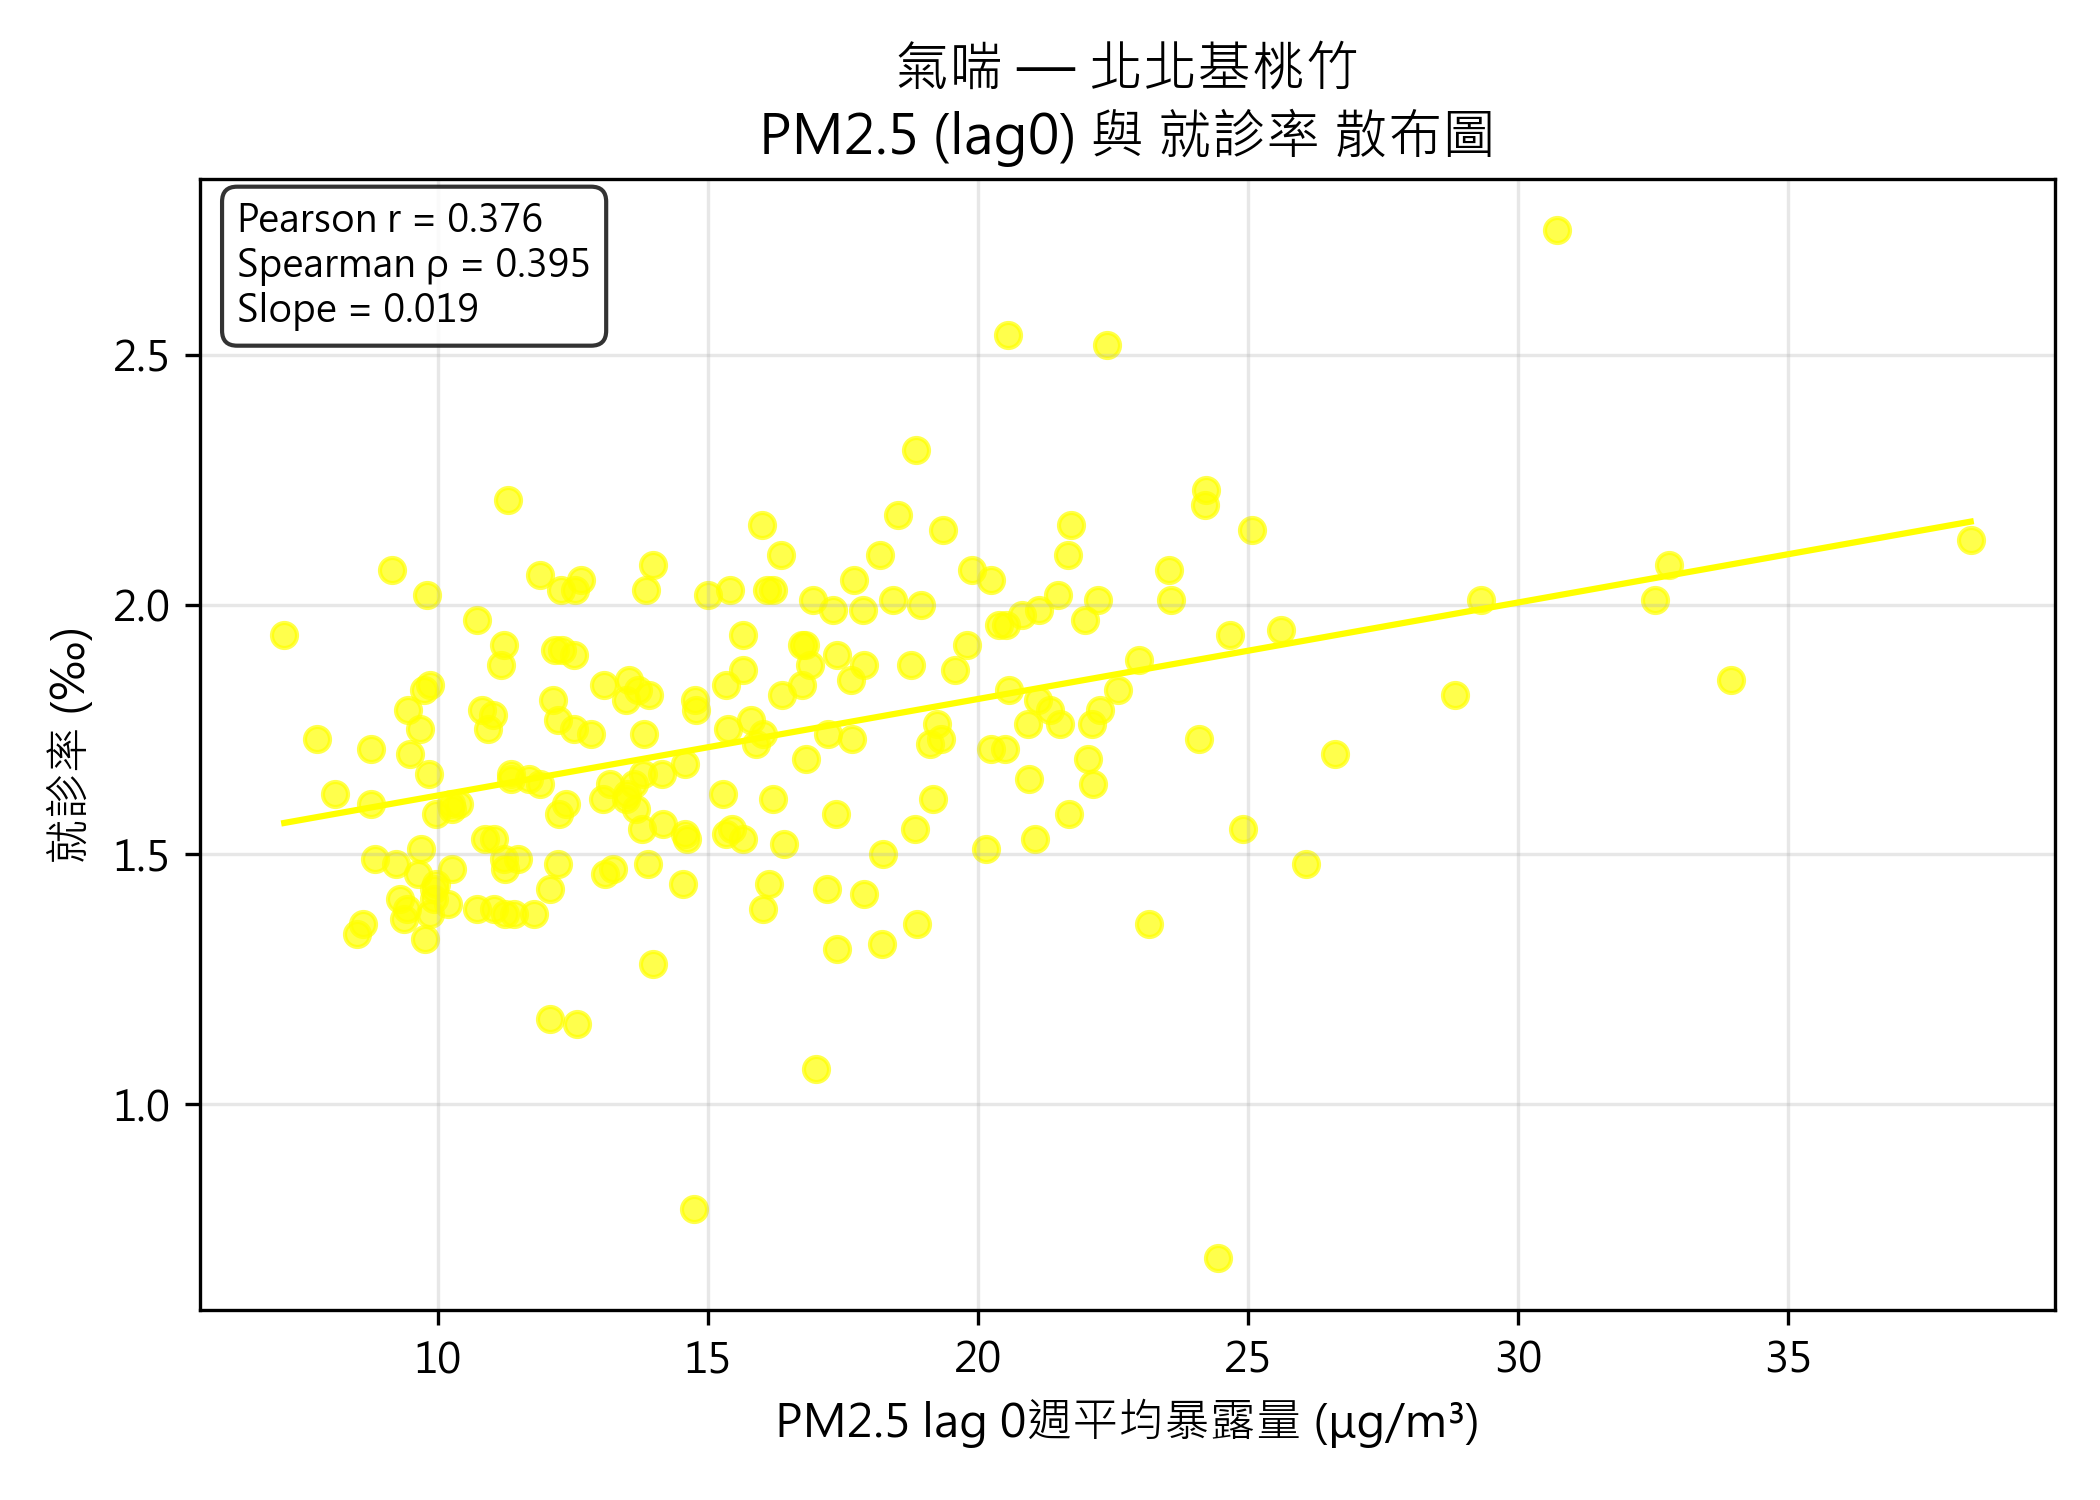 氣喘 — 北北基桃竹
PM2.5 (lag0) 與 就診率 散布圖
Pearson r = 0.376
Spearman ρ = 0.395
Slope = 0.019
就診率 (‰)
2.5
2.0
1.5
1.0
10 15 20 25 30 35
PM2.5 lag 0週平均暴露量 (μg/m³)